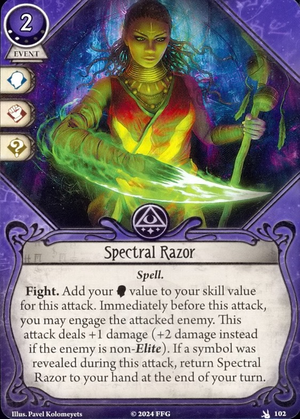 2
EVENT
Spectral Razor
Spell.
Fight. Add your value to your skill value
for this attack. Immediately before this attack,
you may engage the attacked enemy. This
attack deals +1 damage (+2 damage instead
if the enemy is non-Elite). If a symbol was
revealed during this attack, return Spectral
Razor to your hand at the end of your turn.
Illus. Pavel Kolomeyets
© 2024 FFG
102